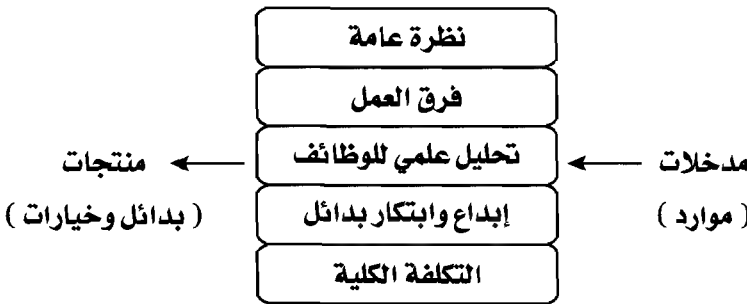 نظرة عامة
فرق العمل
مدخلات
تحليل علمي للوظائف
منتجات
( موارد )
إبداع وابتكار بدائل
( بدائل وخيارات )
التكلفة الكلية